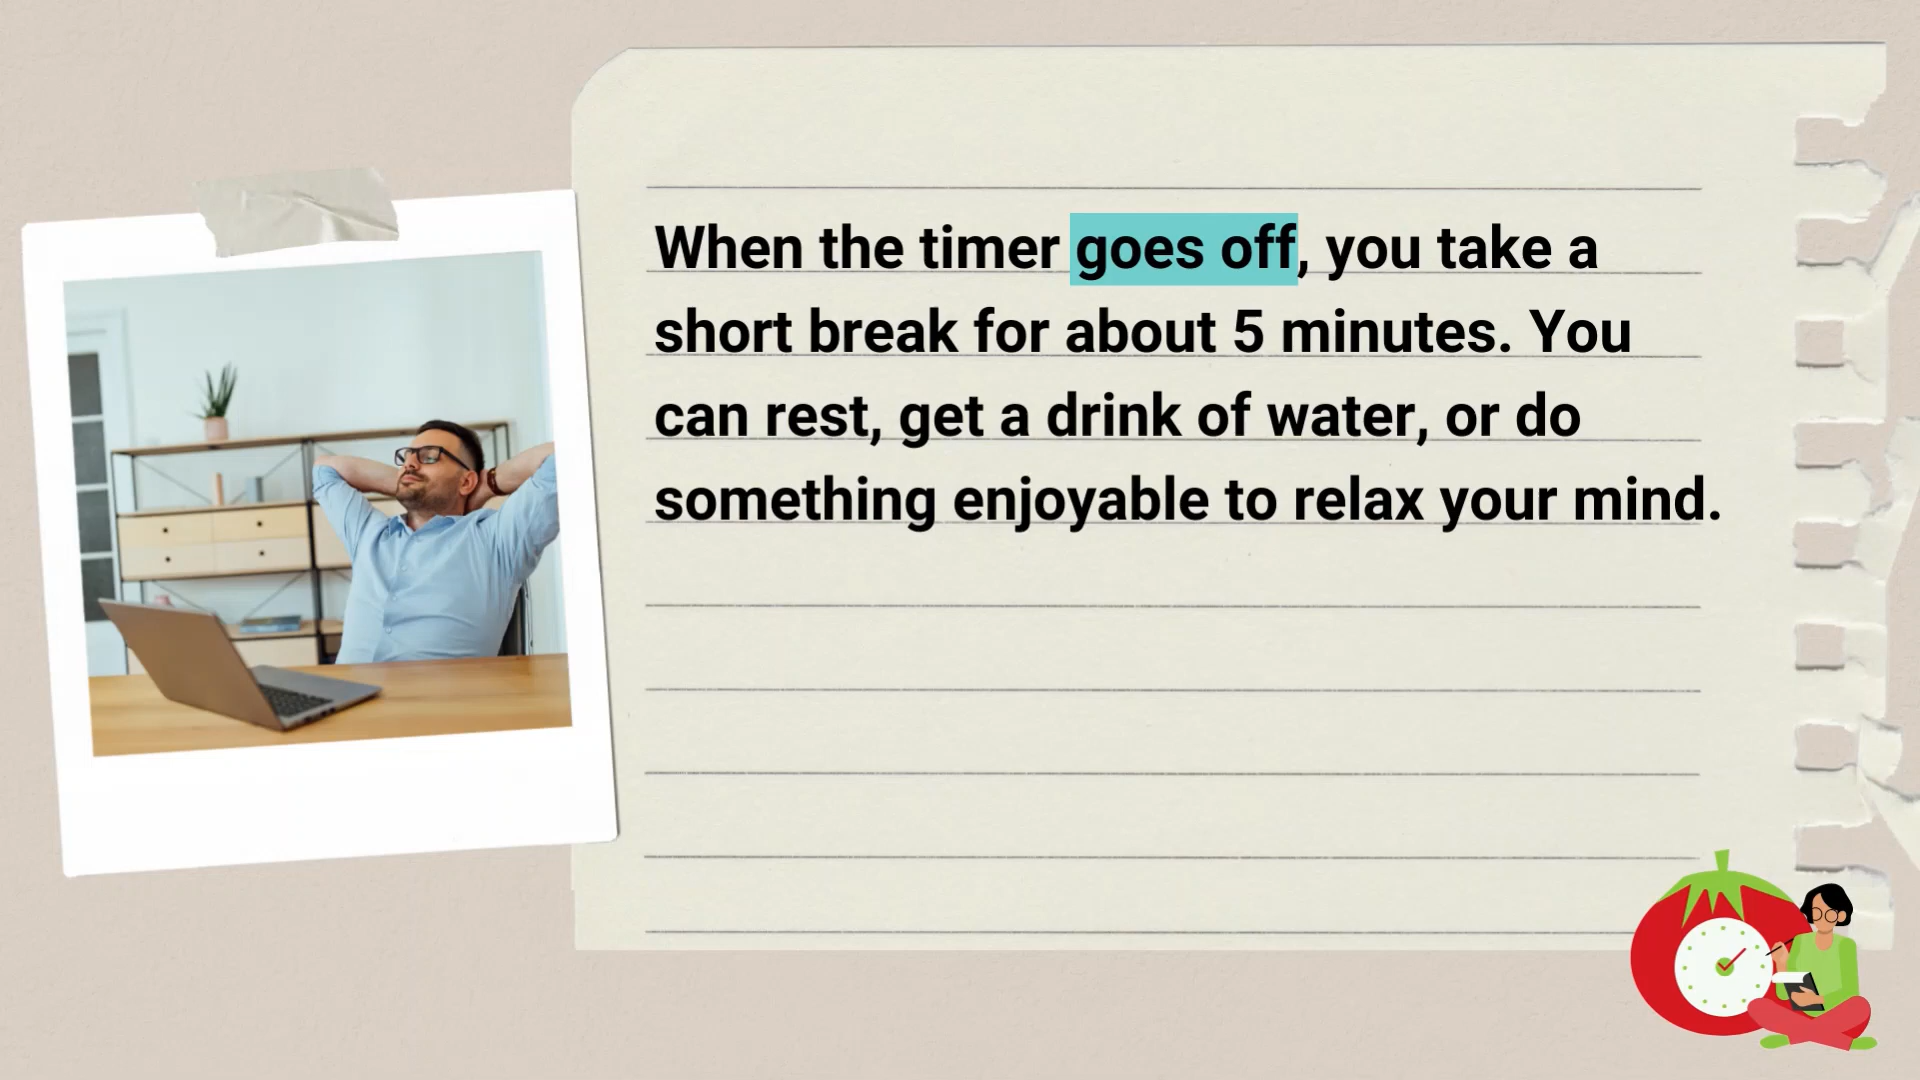 When the timer goes off, you take a
short break for about 5 minutes. You
can rest, get a drink of water, or do
something enjoyable to relax your mind.